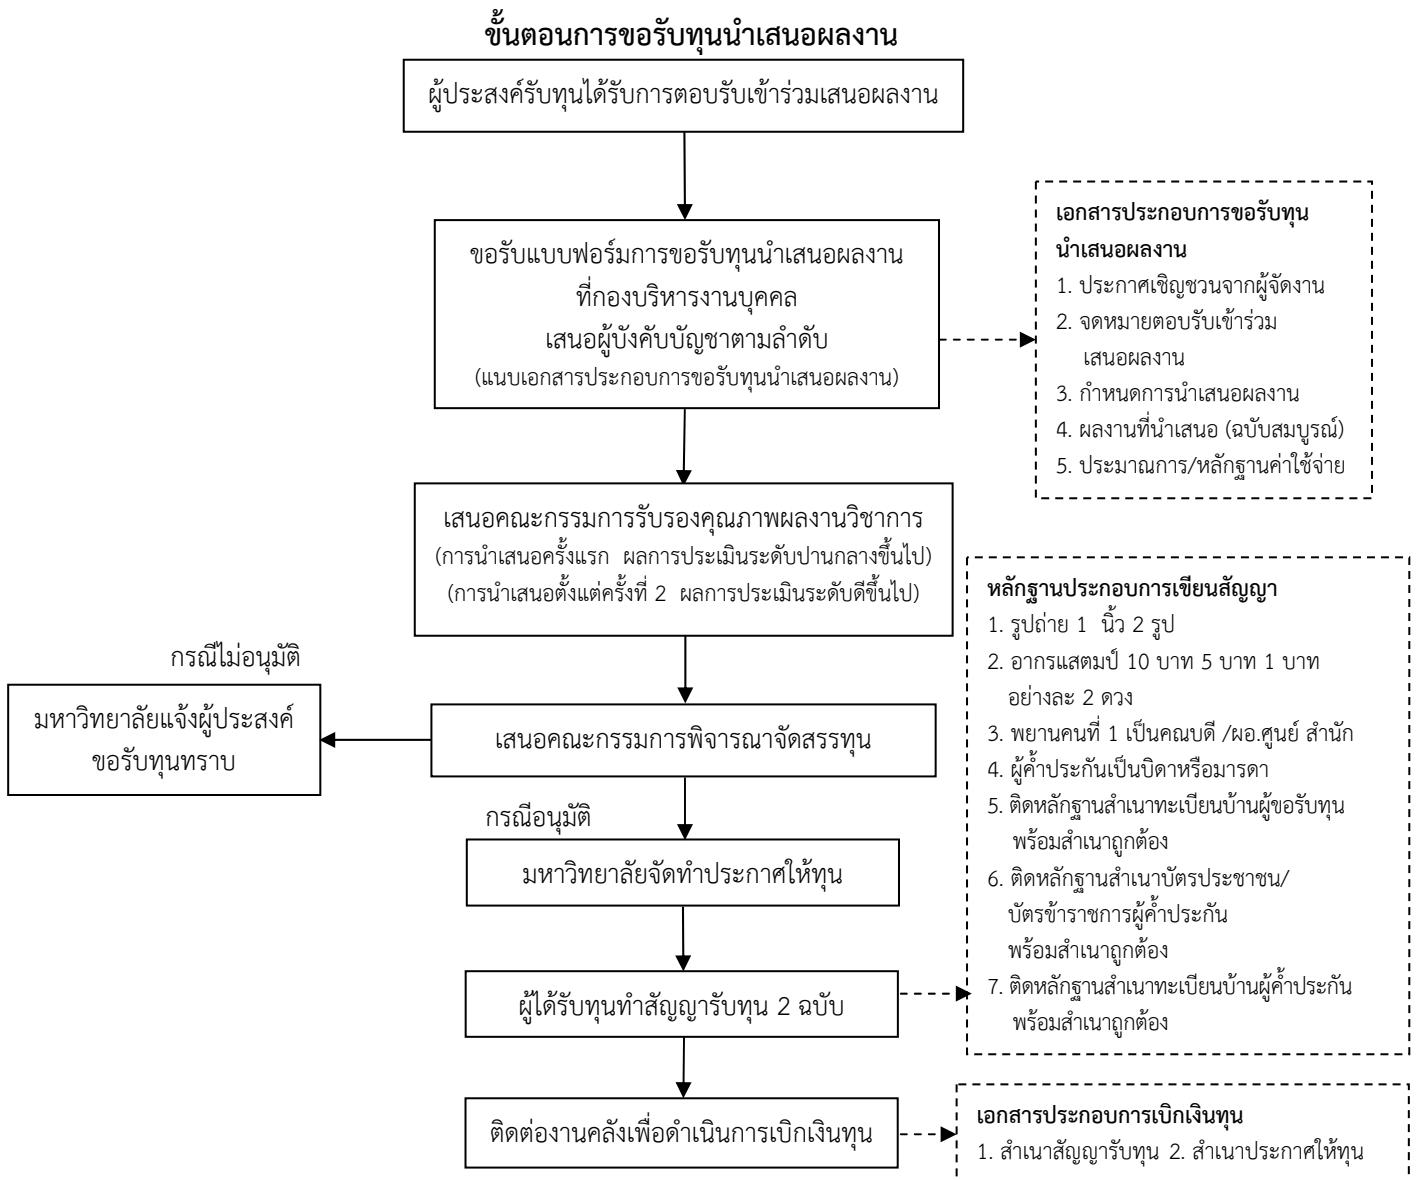 ขั้นตอนการขอรับทุนนำเสนอผลงาน
ผู้ประสงค์รับทุนได้รับการตอบรับเข้าร่วมเสนอผลงาน
ขอรับแบบฟอร์มการขอรับทุนนำเสนอผลงาน
ที่กองบริหารงานบุคคล
เสนอผู้บังคับบัญชาตามลำดับ
(แนบเอกสารประกอบการขอรับทุนนำเสนอผลงาน)
เอกสารประกอบการขอรับทุน
นำเสนอผลงาน
1. ประกาศเชิญชวนจากผู้จัดงาน
2. จดหมายตอบรับเข้าร่วม
เสนอผลงาน
3. กำหนดการนำเสนอผลงาน
4. ผลงานที่นำเสนอ (ฉบับสมบูรณ์)
5. ประมาณการ/หลักฐานค่าใช้จ่าย
เสนอคณะกรรมการรับรองคุณภาพผลงานวิชาการ
(การนำเสนอครั้งแรก ผลการประเมินระดับปานกลางขึ้นไป)
(การนำเสนอตั้งแต่ครั้งที่ 2 ผลการประเมินระดับดีขึ้นไป)
กรณีไม่อนุมัติ
มหาวิทยาลัยแจ้งผู้ประสงค์
ขอรับทุนทราบ
เสนอคณะกรรมการพิจารณาจัดสรรทุน
กรณีอนุมัติ
มหาวิทยาลัยจัดทำประกาศให้ทุน
ผู้ได้รับทุนทำสัญญารับทุน 2 ฉบับ
หลักฐานประกอบการเขียนสัญญา
1. รูปถ่าย 1 นิ้ว 2 รูป
2. อากรแสตมป์ 10 บาท 5 บาท 1 บาท
อย่างละ 2 ดวง
3. พยานคนที่ 1 เป็นคณบดี /ผอ.ศูนย์ สำนัก
4. ผู้ค้ำประกันเป็นบิดาหรือมารดา
5. ติดหลักฐานสำเนาทะเบียนบ้านผู้ขอรับทุน
พร้อมสำเนาถูกต้อง
6. ติดหลักฐานสำเนาบัตรประชาชน/
บัตรข้าราชการผู้ค้ำประกัน
พร้อมสำเนาถูกต้อง
7. ติดหลักฐานสำเนาทะเบียนบ้านผู้ค้ำประกัน
พร้อมสำเนาถูกต้อง
ติดต่องานคลังเพื่อดำเนินการเบิกเงินทุน
เอกสารประกอบการเบิกเงินทุน
1. สำเนาสัญญารับทุน 2. สำเนาประกาศให้ทุน